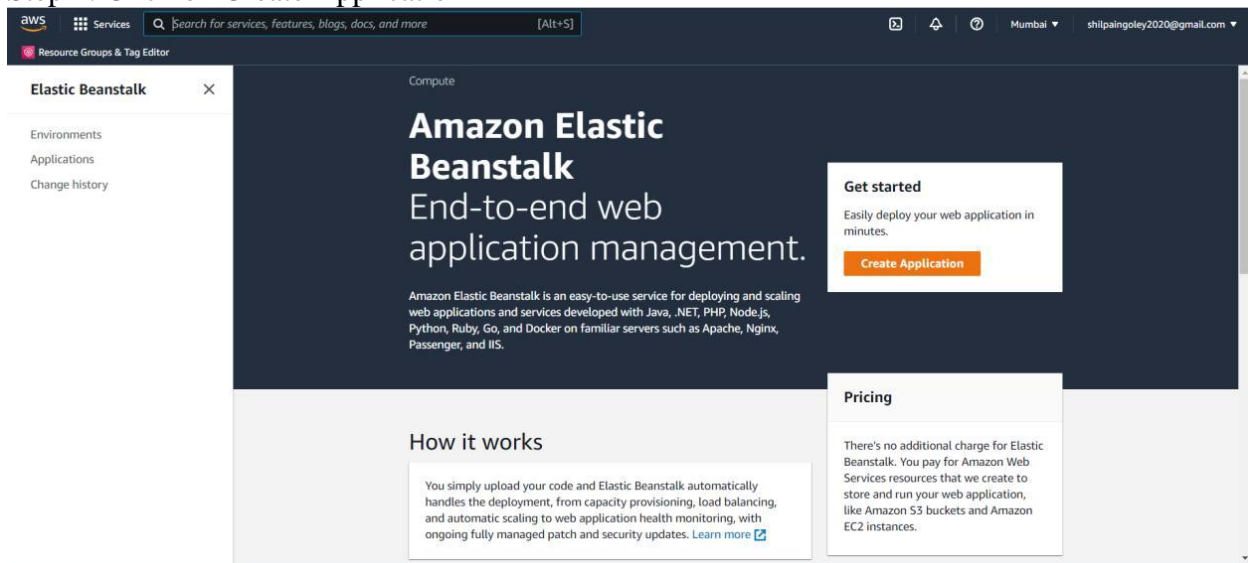 aws
Services
Search for services, features, blogs, docs, and more
[Alt+S]
Mumbai
shilpaingoley2020@gmail.com
Resource Groups & Tag Editor
Elastic Beanstalk
Environments
Applications
Change history
Compute
Amazon Elastic
Beanstalk
End-to-end web
application management.
Amazon Elastic Beanstalk is an easy-to-use service for deploying and scaling
web applications and services developed with Java, .NET, PHP, Node.js,
Python, Ruby, Go, and Docker on familiar servers such as Apache, Nginx,
Passenger, and IIS.
Get started
Easily deploy your web application in
minutes.
Create Application
Pricing
There's no additional charge for Elastic
Beanstalk. You pay for Amazon Web
Services resources that we create to
store and run your web application,
like Amazon S3 buckets and Amazon
EC2 instances.
How it works
You simply upload your code and Elastic Beanstalk automatically
handles the deployment, from capacity provisioning, load balancing,
and automatic scaling to web application health monitoring, with
ongoing fully managed patch and security updates. Learn more